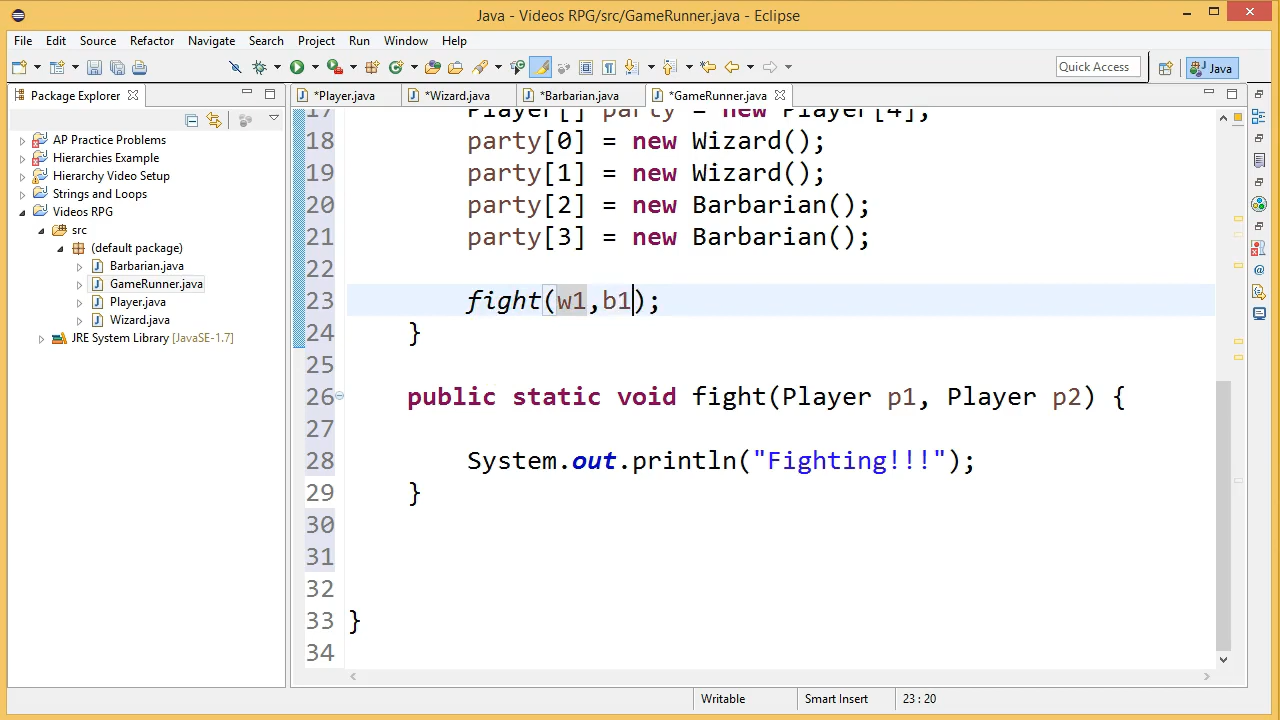 Java - Videos RPG/src/GameRunner.java - Eclipse
File Edit Source Refactor Navigate Search Project Run Window Help
Quick Access Java
Package Explorer
AP Practice Problems
Hierarchies Example
Hierarchy Video Setup
Strings and Loops
Videos RPG
src
(default package)
Barbarian.java
GameRunner.java
Player.java
Wizard.java
JRE System Library [JavaSE-1.7]
*Player.java *Wizard.java *Barbarian.java *GameRunner.java
17 Player[] party = new Player[4];
18 party[0] = new Wizard();
19 party[1] = new Wizard();
20 party[2] = new Barbarian();
21 party[3] = new Barbarian();
22
23 fight(w1,b1);
24 }
25
26 public static void fight(Player p1, Player p2) {
27
28 System.out.println("Fighting!!!");
29 }
30
31
32
33 }
34
Writable Smart Insert 23 : 20